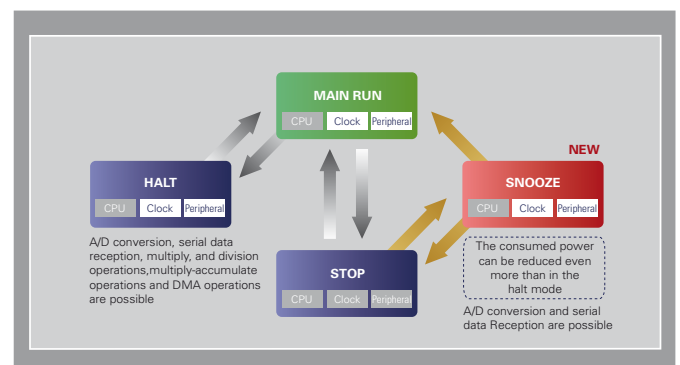 MAIN RUN
CPU Clock Peripheral
NEW
HALT
CPU Clock Peripheral
A/D conversion, serial data
reception, multiply, and division
operations,multiply-accumulate
operations and DMA operations
are possible
SNOOZE
CPU Clock Peripheral
The consumed power
can be reduced even
more than in the
halt mode
A/D conversion and serial
data Reception are possible
STOP
CPU Clock Peripheral